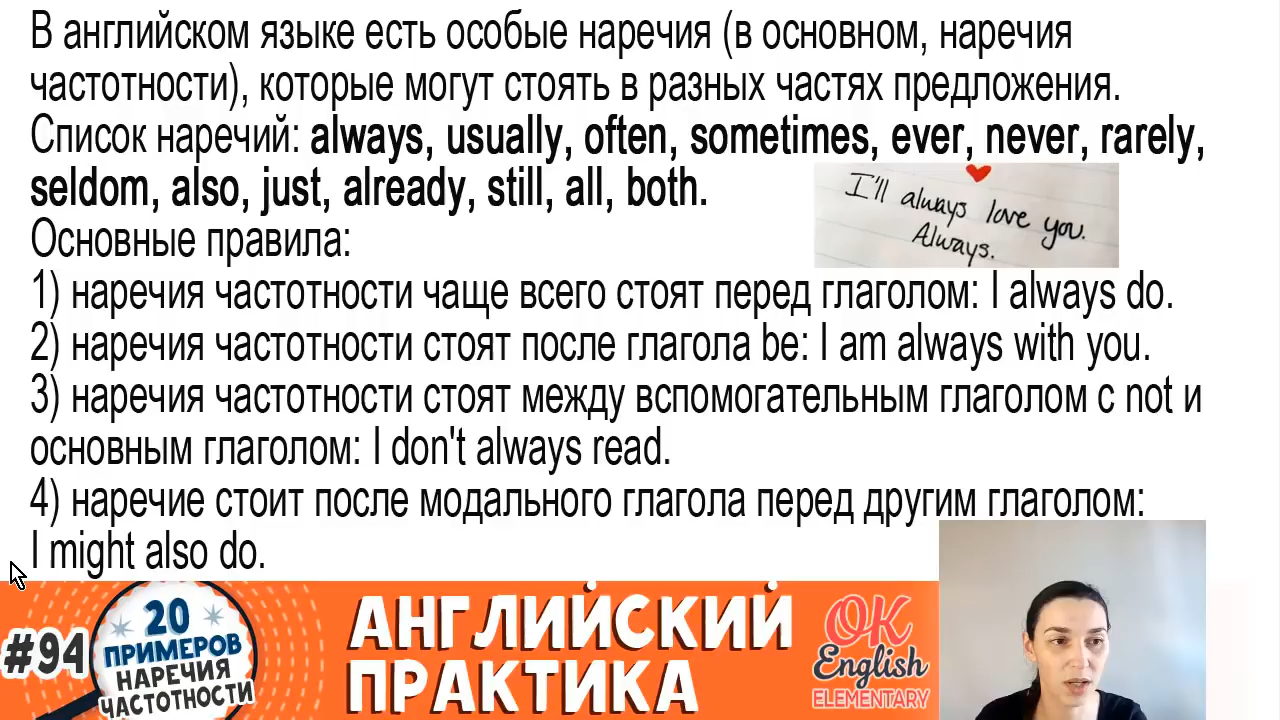 В английском языке есть особые наречия (в основном, наречия
частотности), которые могут стоять в разных частях предложения.
Список наречий: always, usually, often, sometimes, ever, never, rarely,
seldom, also, just, already, still, all, both.
I'll always love you.
Always.
Основные правила:
1) наречия частотности чаще всего стоят перед глаголом: I always do.
2) наречия частотности стоят после глагола be: I am always with you.
3) наречия частотности стоят между вспомогательным глаголом с not и
основным глаголом: I don't always read.
4) наречие стоит после модального глагола перед другим глаголом:
I might also do.
#94
20
ПРИМЕРОВ
НАРЕЧИЯ
ЧАСТОТНОСТИ
АНГЛИЙСКИЙ
ПРАКТИКА
OK
English
ELEMENTARY